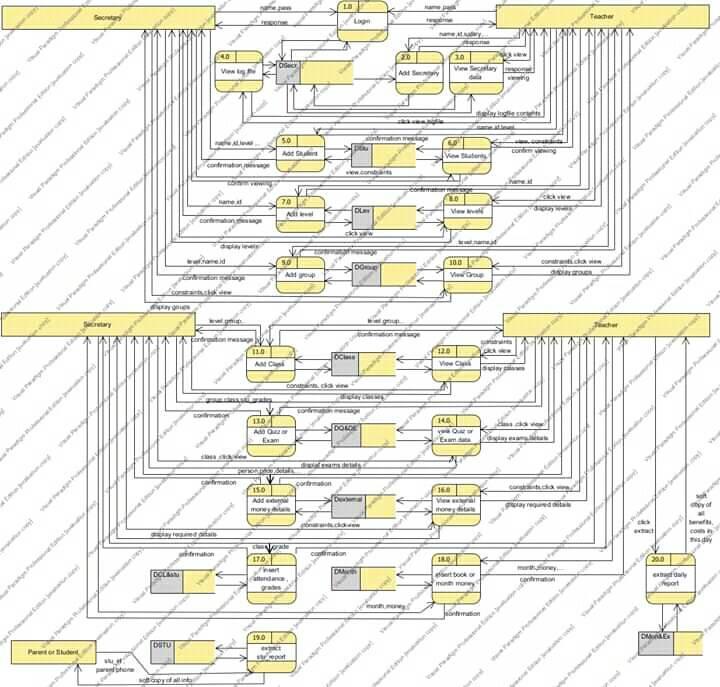 Secretary
name,pass
response
1.0
Login
name,pass
response
Teacher
name,id,salary..
response
4.0
View log file
DSecr
2.0
Add Secretary
3.0
View Secretary
data
click view
response
viewing
display logfile contents
click view,logfile
name,id,level
name,id,level ...
confirmation message
5.0
Add Student
confirmation message
DStu
view,constraints
6.0
View Students
view, constraints
confirm viewing
confirm viewing
name,id
confirmation message
7.0
Add level
confirmation message
DLev
click view
8.0
View levels
name,id
click view
display levels
display levels
level,name,id
confirmation message
9.0
Add group
confirmation message
DGroup
10.0
View Group
level,name,id
constraints,click view
display groups
constraints,click view
display groups
Secretary
Teacher
level,group..
confirmation message
level,group..
confirmation message
11.0
Add Class
DClass
12.0
View Class
constraints
click view
display classes
constraints, click view
display classes
group,class,stu_grades
confirmation
confirmation message
13.0
Add Quiz or
Exam
DQ&DE
14.0
view Quiz or
Exam data
class ,click view
display exams details
class ,click view
display exams details
person,price,details...
confirmation
confirmation
15.0
Add external
money details
Dexternal
16.0
View external
money details
constraints,click view
display required details
constraints,clickview
display required details
class,grade
confirmation
confirmation
17.0
insert
attendance ,
grades
DCL&stu
DMonth
18.0
insert book or
month money
month,money,...
confirmation
month,money
confirmation
click
extract
soft
copy of
all
benefits,
costs in
this day
20.0
extract daily
report
DMon&Ex
Parent or Student
stu_id ,
parent phone
soft copy of all info
DSTU
19.0
extract
stu_report
Visual Paradigm Professional Edition [evaluation copy]